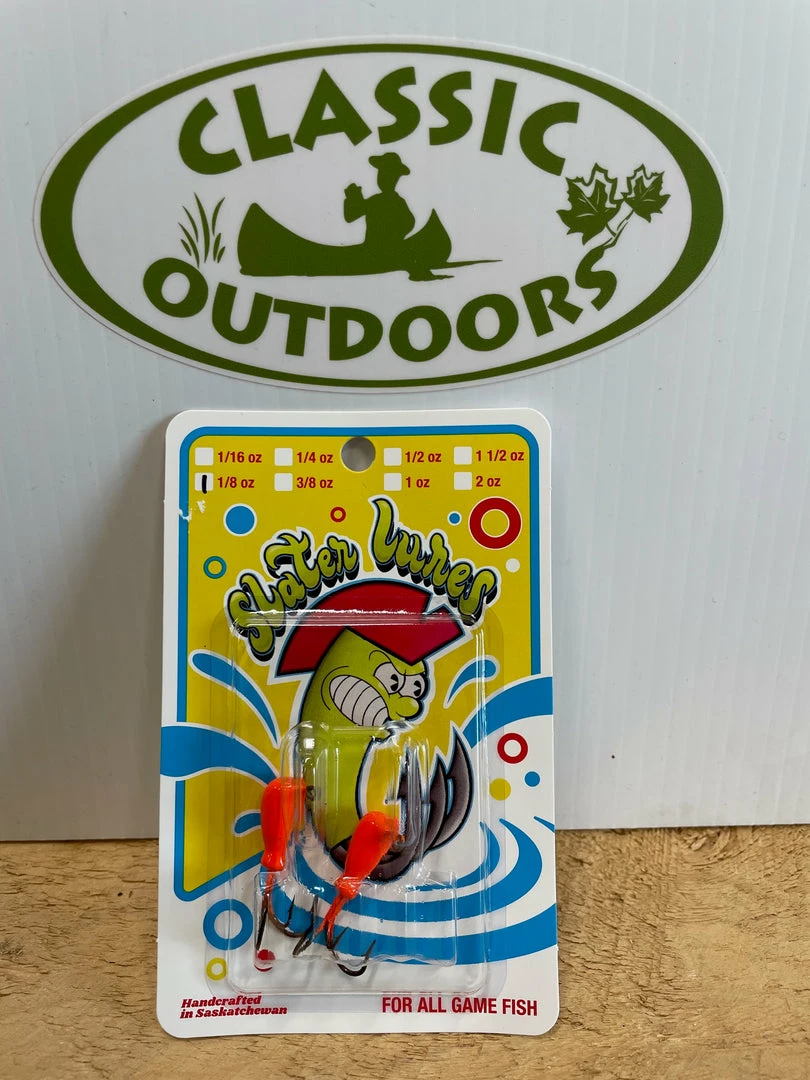 CLASSIC
OUTDOORS
1/16 oz 1/4 oz 1/2 oz 1 1/2 oz
1/8 oz 3/8 oz 1 oz 2 oz
Slater Lures
Handcrafted
in Saskatchewan
FOR ALL GAME FISH